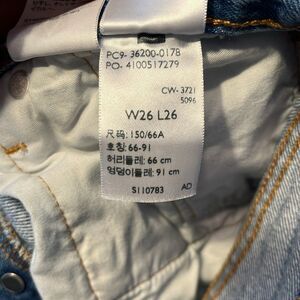 PC9- 36200-0178
PO- 4100517279
CW- 3721
5096
W26 L26
尺码: 150/66A
호칭: 66-91
허리둘레: 66 cm
엉덩이둘레: 91 cm
S110783 AD